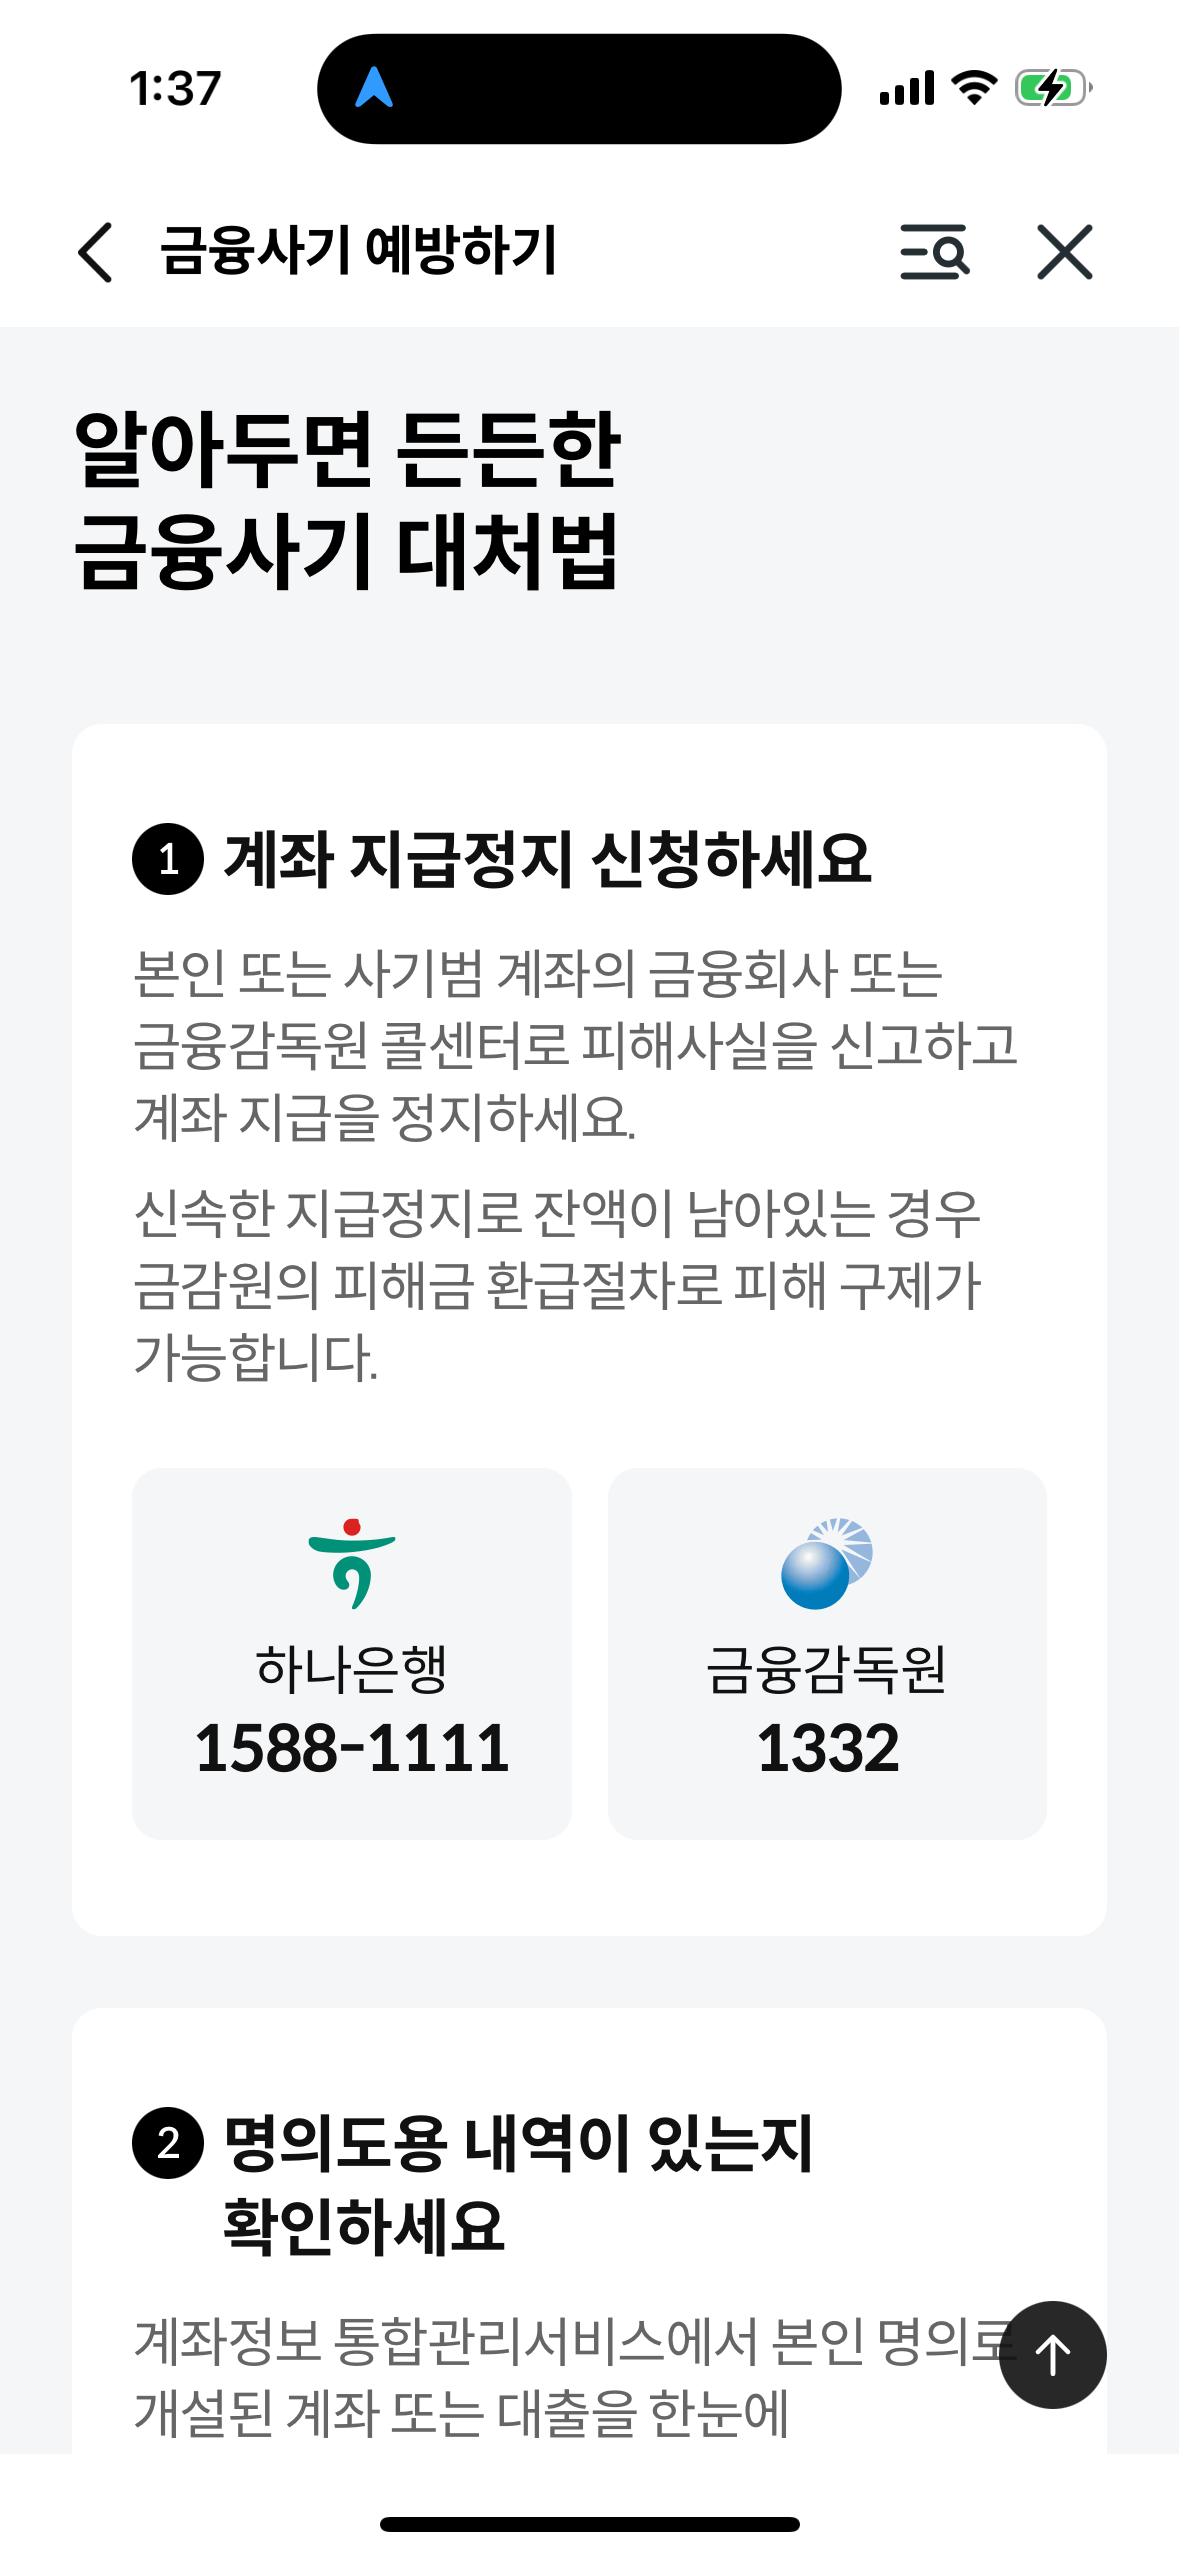 1:37
금융사기 예방하기
알아두면 든든한
금융사기 대처법
1 계좌 지급정지 신청하세요
본인 또는 사기범 계좌의 금융회사 또는
금융감독원 콜센터로 피해사실을 신고하고
계좌 지급을 정지하세요.
신속한 지급정지로 잔액이 남아있는 경우
금감원의 피해금 환급절차로 피해 구제가
가능합니다.
하나은행
1588-1111
금융감독원
1332
2 명의도용 내역이 있는지
확인하세요
계좌정보 통합관리서비스에서 본인 명의로
개설된 계좌 또는 대출을 한눈에